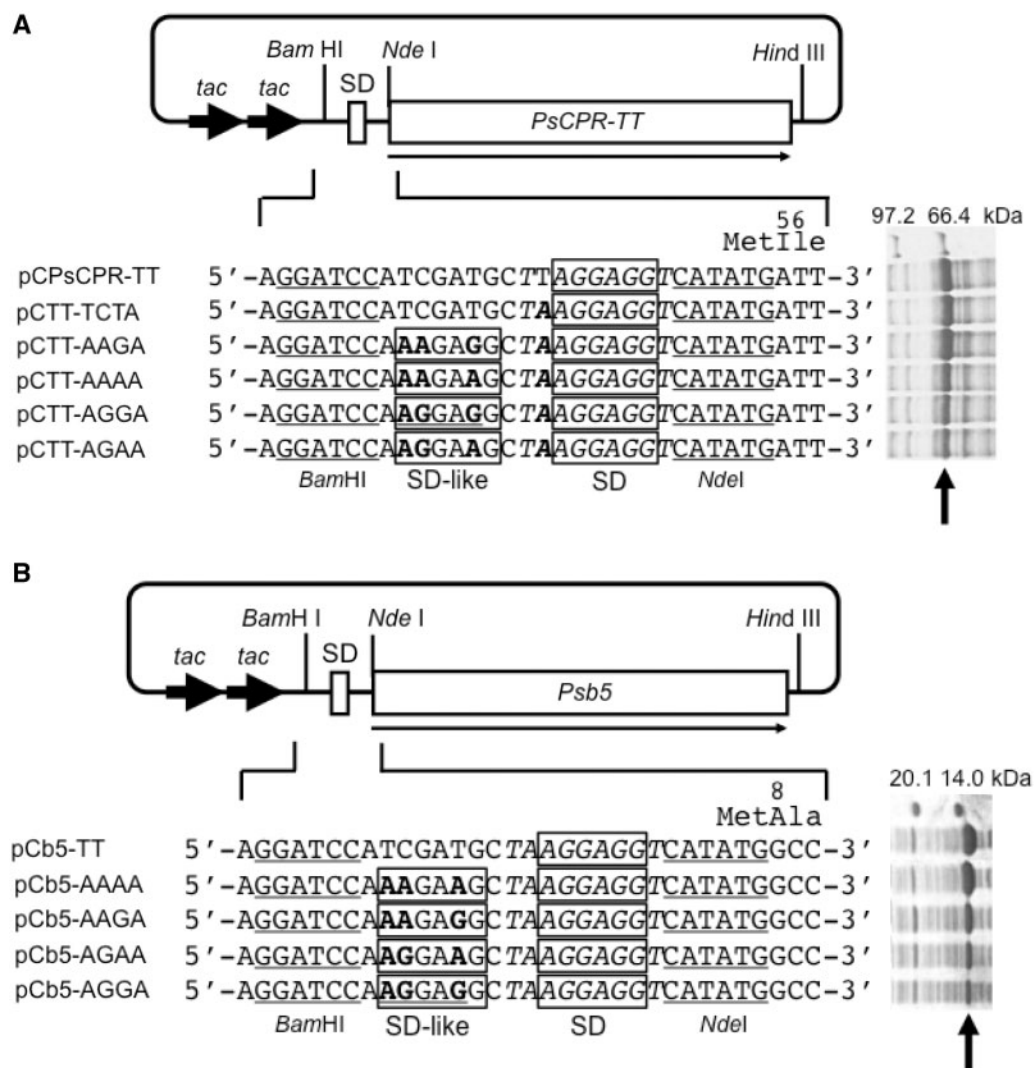 A
Bam HI
Nde I
Hind III
tac
tac
SD
PsCPR-TT
97.2 66.4 kDa
56
MetIle
pCPsCPR-TT 5′-AGGATCCATCGATGCTTAGGAGGTCATATGATT-3′
pCTT-TCTA 5′-AGGATCCATCGATGCTAAGGAGGTCATATGATT-3′
pCTT-AAGA 5′-AGGATCCAAAGAGGCTAAGGAGGTCATATGATT-3′
pCTT-AAAA 5′-AGGATCCAAAGAAGCTAAGGAGGTCATATGATT-3′
pCTT-AGGA 5′-AGGATCCAAGGAGGCTAAGGAGGTCATATGATT-3′
pCTT-AGAA 5′-AGGATCCAAGGAAGCTAAGGAGGTCATATGATT-3′
BamHI SD-like SD NdeI
B
BamH I
Nde I
Hind III
tac
tac
SD
Psb5
20.1 14.0 kDa
8
MetAla
pCb5-TT 5′-AGGATCCATCGATGCTAAGGAGGTCATATGGCC-3′
pCb5-AAAA 5′-AGGATCCAAAGAAGCTAAGGAGGTCATATGGCC-3′
pCb5-AAGA 5′-AGGATCCAAAGAGGCTAAGGAGGTCATATGGCC-3′
pCb5-AGAA 5′-AGGATCCAAGGAAGCTAAGGAGGTCATATGGCC-3′
pCb5-AGGA 5′-AGGATCCAAGGAGGCTAAGGAGGTCATATGGCC-3′
BamHI SD-like SD NdeI